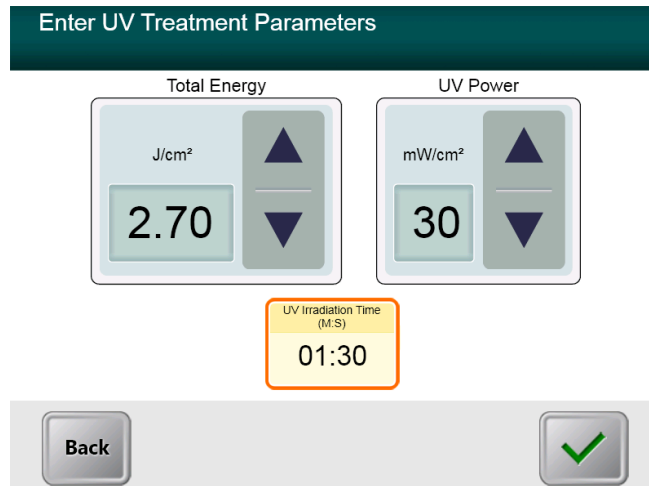 Enter UV Treatment Parameters
Total Energy
UV Power
J/cm²
mW/cm²
2.70
30
UV Irradiation Time
(M:S)
01:30
Back